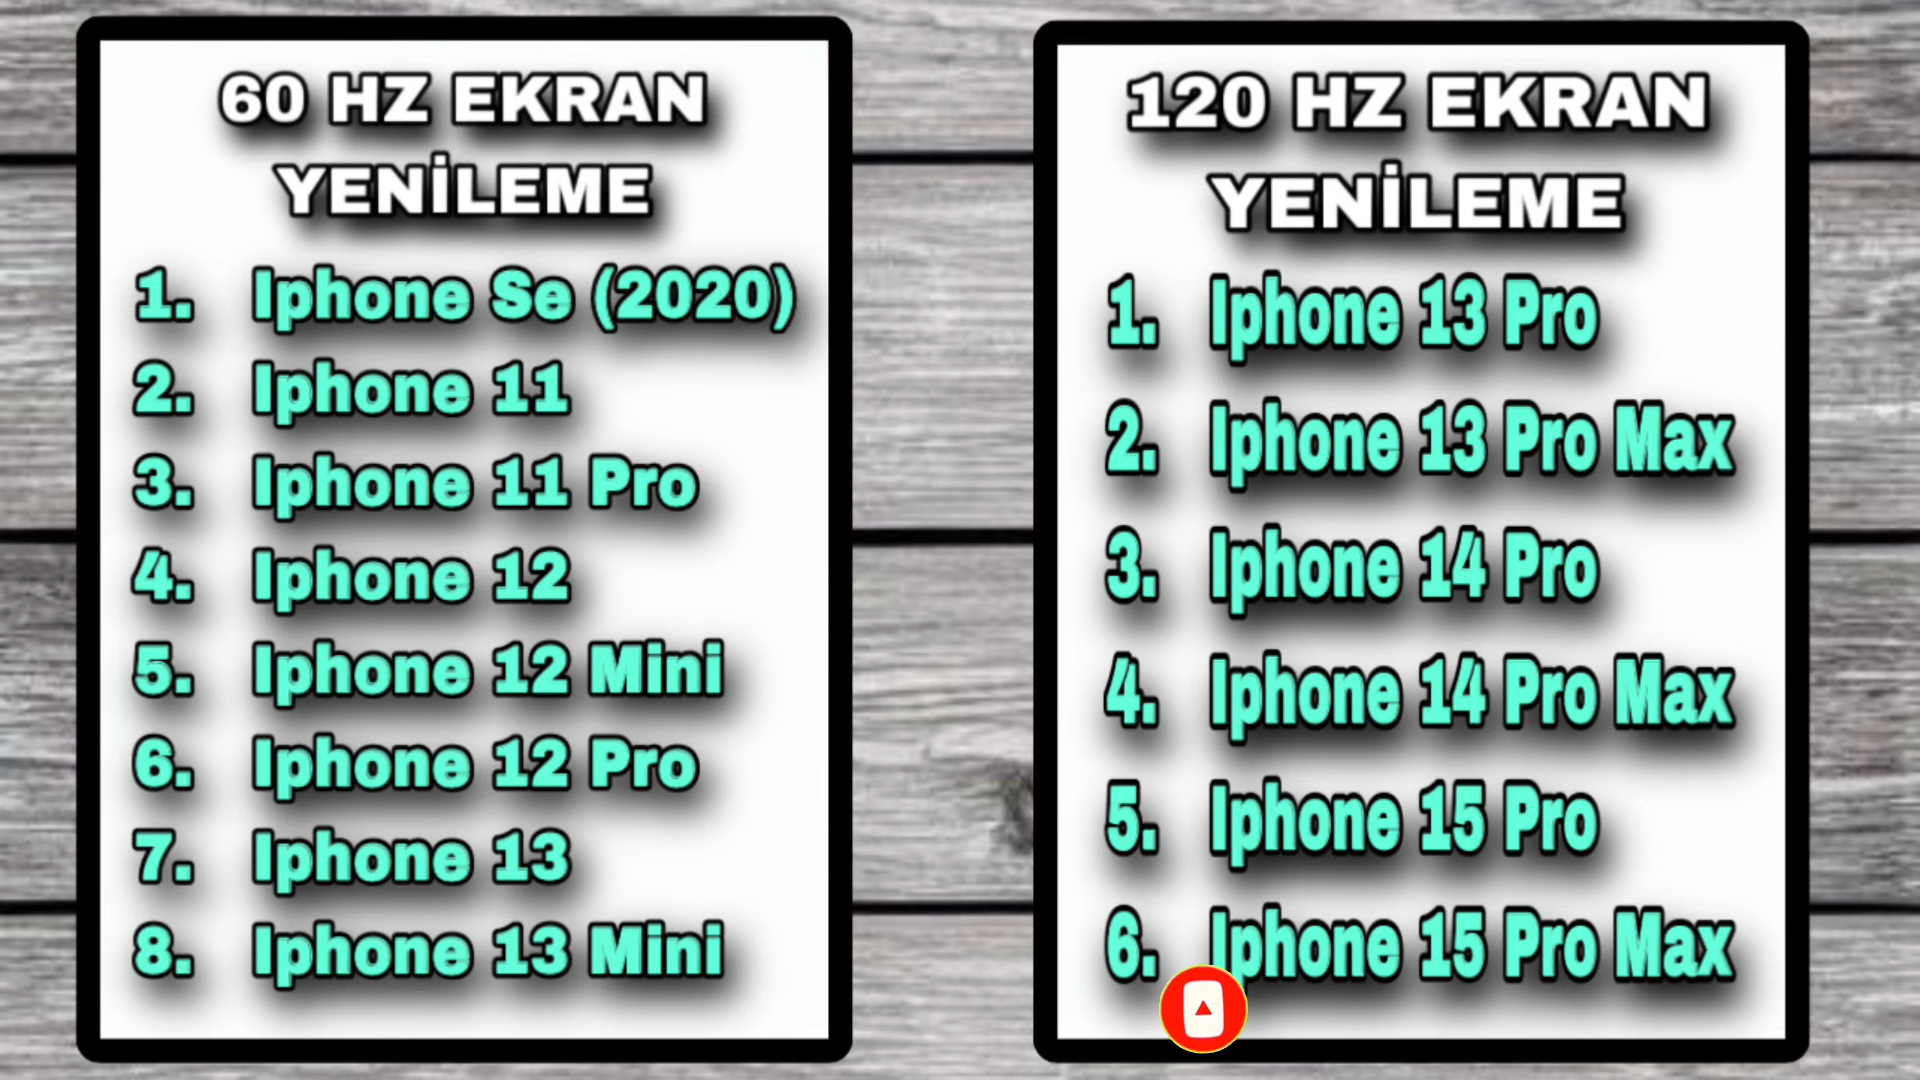 60 HZ EKRAN
YENİLEME
1. Iphone Se (2020)
2. Iphone 11
3. Iphone 11 Pro
4. Iphone 12
5. Iphone 12 Mini
6. Iphone 12 Pro
7. Iphone 13
8. Iphone 13 Mini
120 HZ EKRAN
YENİLEME
1. Iphone 13 Pro
2. Iphone 13 Pro Max
3. Iphone 14 Pro
4. Iphone 14 Pro Max
5. Iphone 15 Pro
6. Iphone 15 Pro Max